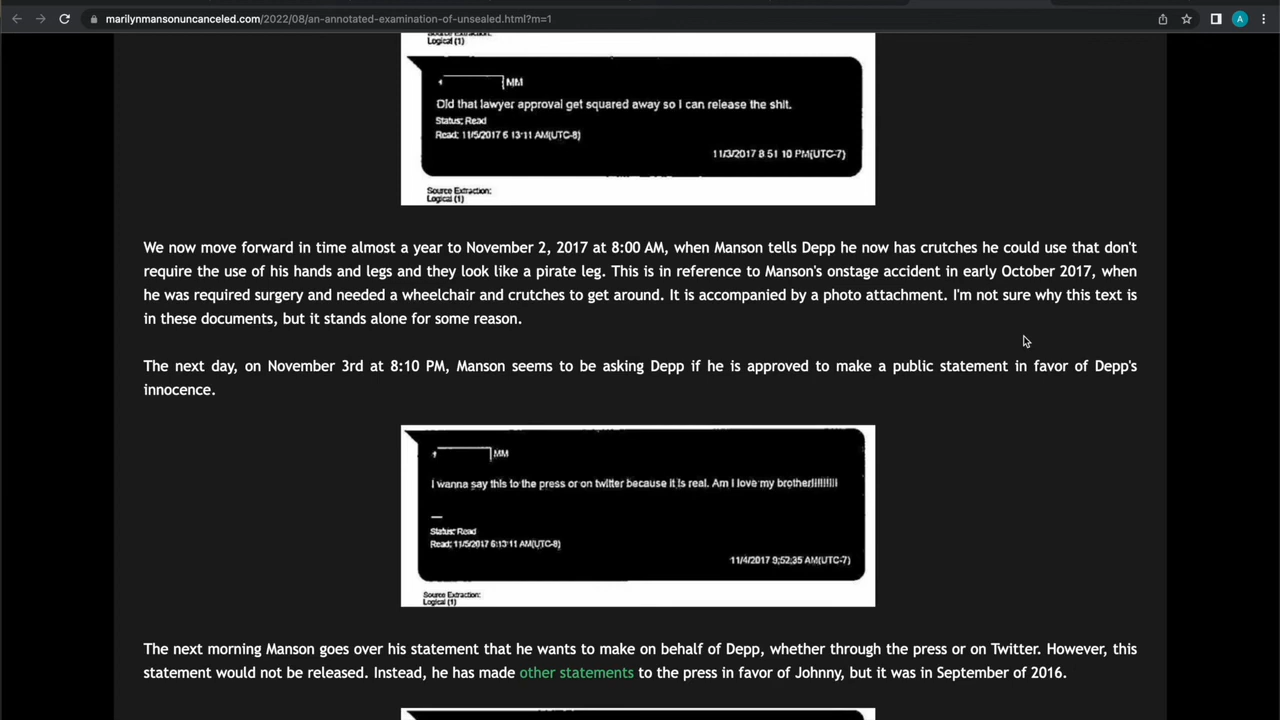 marilynmansonuncanceled.com/2022/08/an-annotated-examination-of-unsealed.html?m=1
A
Source Extraction:
Logical (1)
MM
Did that lawyer approval get squared away so I can release the shit.
Status: Read
Read: 11/5/2017 6 13 11 AM(UTC-8)
11/3/2017 8 51 10 PM(UTC-7)
Source Extraction:
Logical (1)
We now move forward in time almost a year to November 2, 2017 at 8:00 AM, when Manson tells Depp he now has crutches he could use that don't
require the use of his hands and legs and they look like a pirate leg. This is in reference to Manson's onstage accident in early October 2017, when
he was required surgery and needed a wheelchair and crutches to get around. It is accompanied by a photo attachment. I'm not sure why this text is
in these documents, but it stands alone for some reason.
The next day, on November 3rd at 8:10 PM, Manson seems to be asking Depp if he is approved to make a public statement in favor of Depp's
innocence.
MM
I wanna say this to the press or on twitter because it is real. Am I love my brother!!!!!!!!!!
Status: Read
Read: 11/5/2017 6:13 11 AM(UTC-8)
11/4/2017 9:52:35 AM(UTC-7)
Source Extraction:
Logical (1)
The next morning Manson goes over his statement that he wants to make on behalf of Depp, whether through the press or on Twitter. However, this
statement would not be released. Instead, he has made other statements to the press in favor of Johnny, but it was in September of 2016.